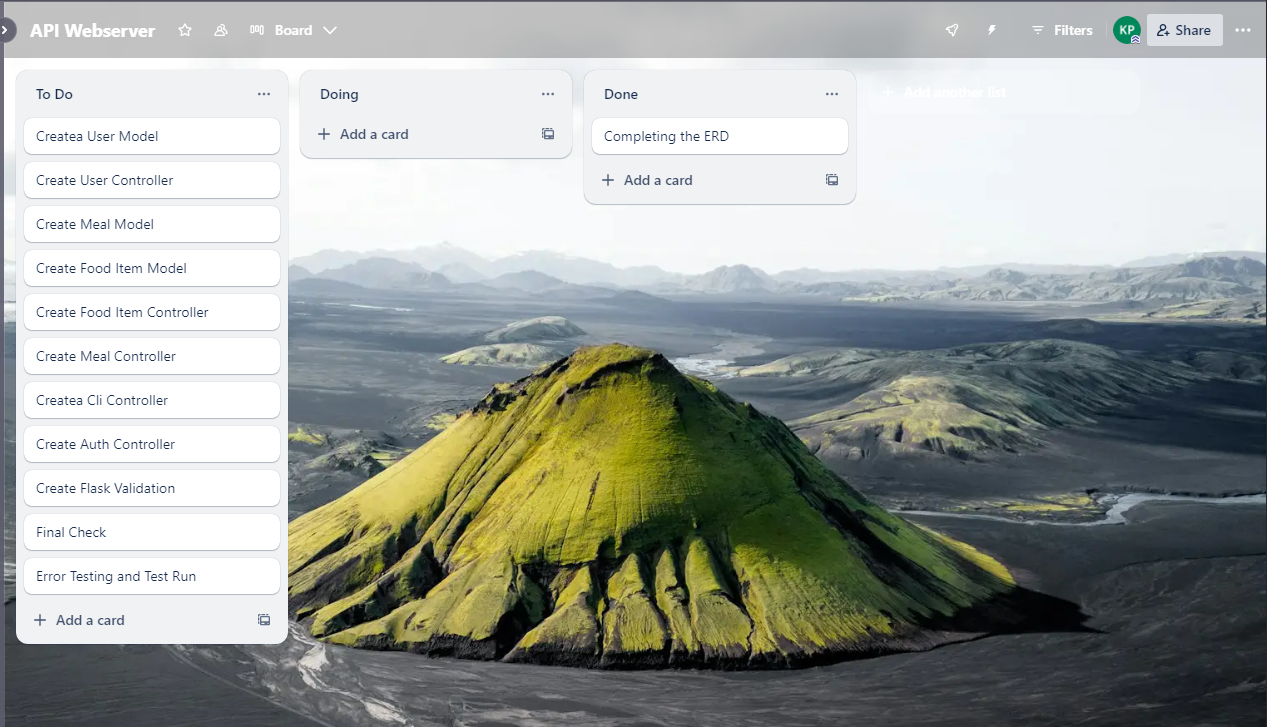 API Webserver
Board
Filters
KP
Share
To Do
Createa User Model
Create User Controller
Create Meal Model
Create Food Item Model
Create Food Item Controller
Create Meal Controller
Createa Cli Controller
Create Auth Controller
Create Flask Validation
Final Check
Error Testing and Test Run
+ Add a card
Doing
+ Add a card
Done
Completing the ERD
+ Add a card
+ Add another list